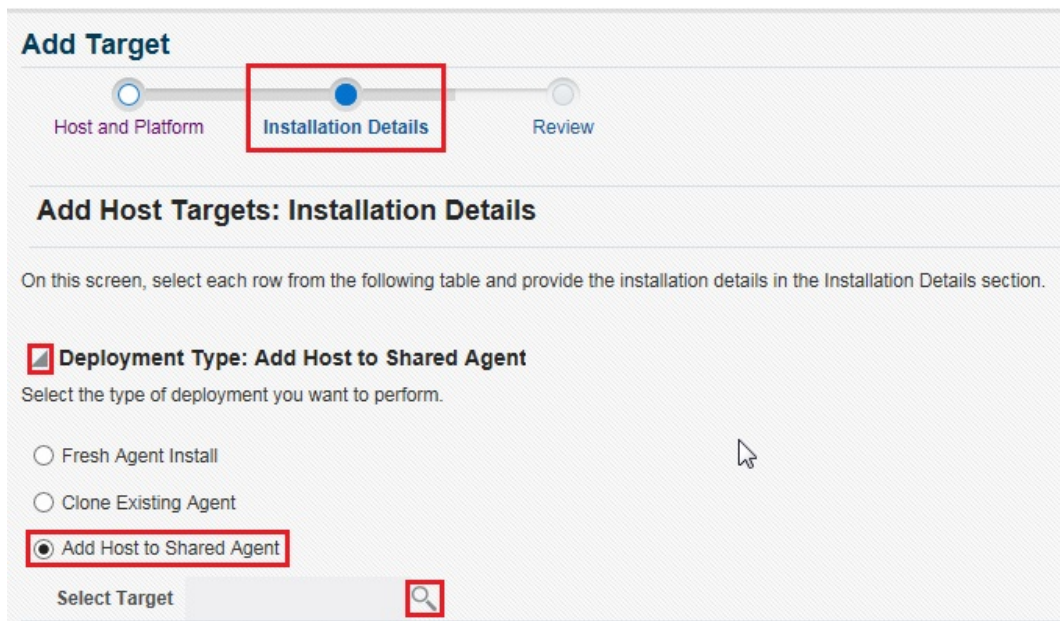 Add Target
Host and Platform Installation Details Review
Add Host Targets: Installation Details
On this screen, select each row from the following table and provide the installation details in the Installation Details section.
Deployment Type: Add Host to Shared Agent
Select the type of deployment you want to perform.
Fresh Agent Install
Clone Existing Agent
Add Host to Shared Agent
Select Target